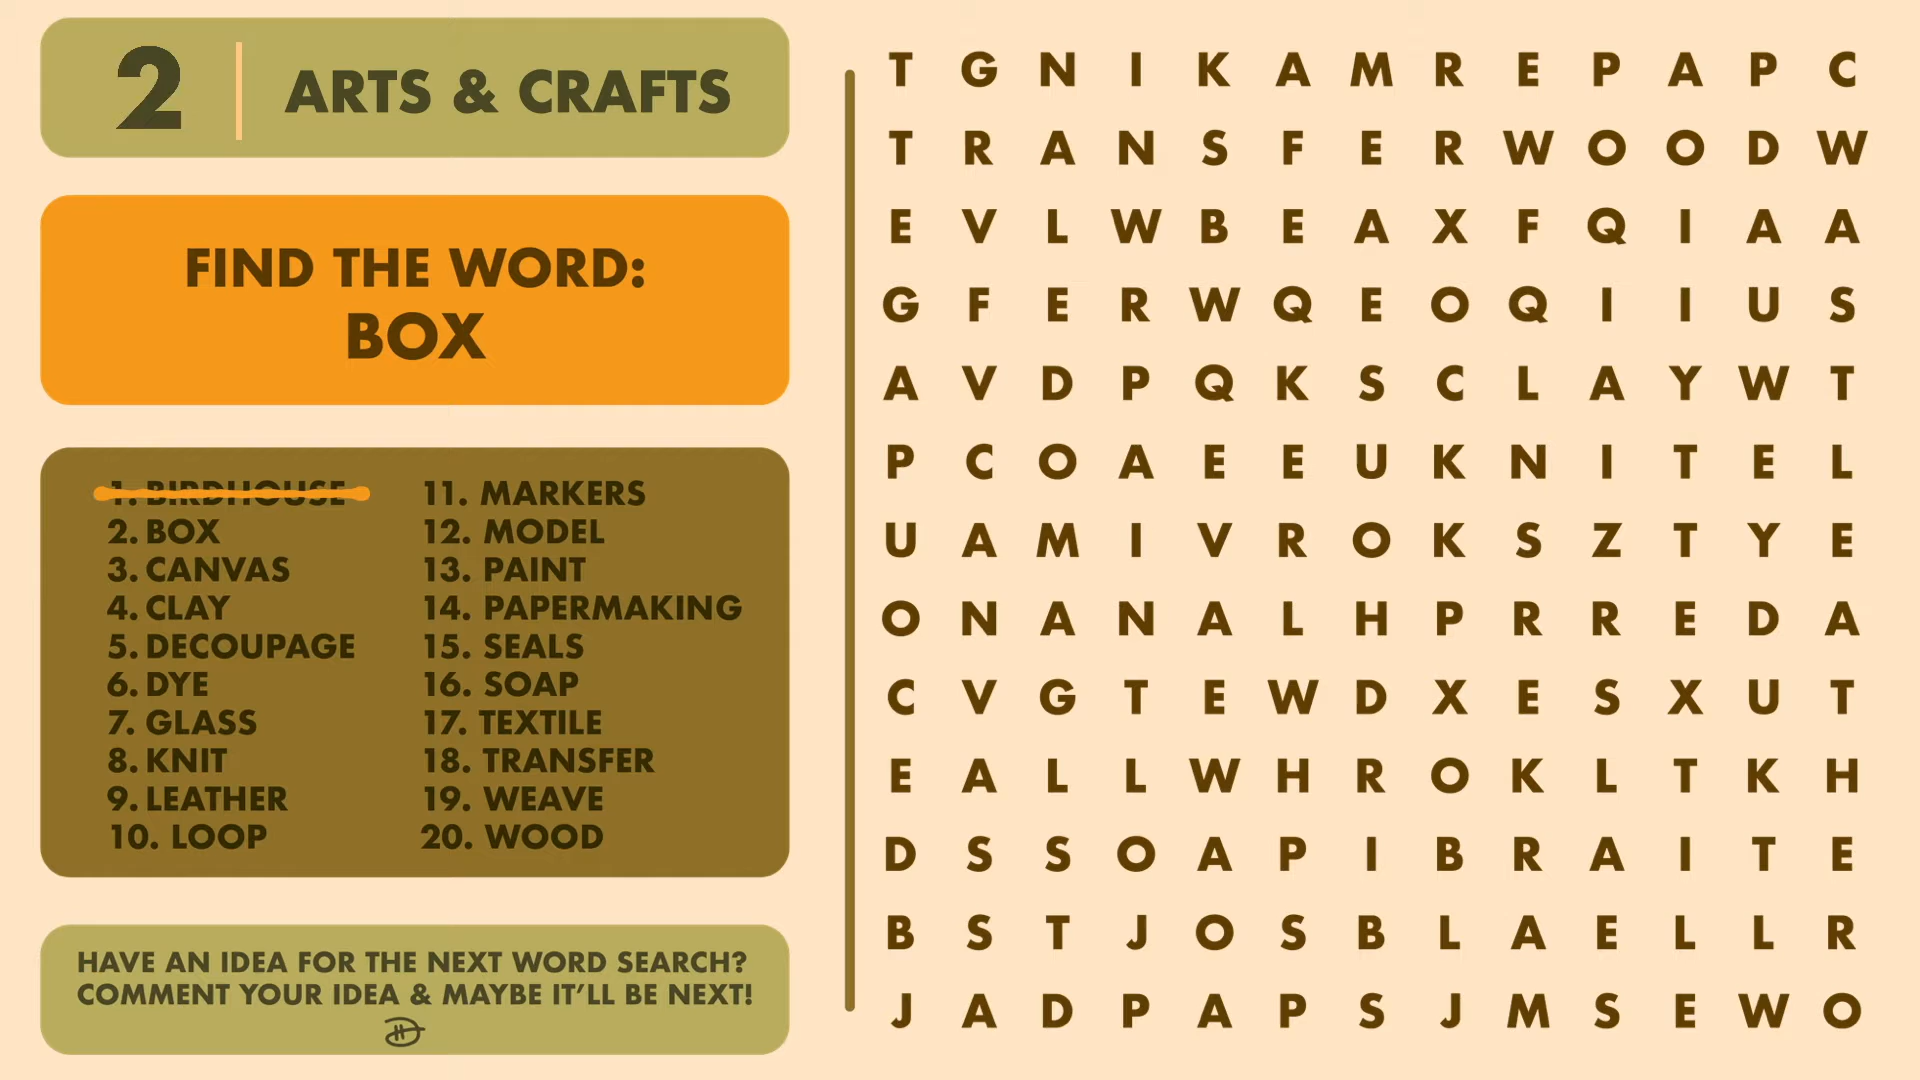 2 | ARTS & CRAFTS
FIND THE WORD:
BOX
1. BIRDHOUSE
2. BOX
3. CANVAS
4. CLAY
5. DECOUPAGE
6. DYE
7. GLASS
8. KNIT
9. LEATHER
10. LOOP
11. MARKERS
12. MODEL
13. PAINT
14. PAPERMAKING
15. SEALS
16. SOAP
17. TEXTILE
18. TRANSFER
19. WEAVE
20. WOOD
HAVE AN IDEA FOR THE NEXT WORD SEARCH?
COMMENT YOUR IDEA & MAYBE IT'LL BE NEXT!
T G N I K A M R E P A P C
T R A N S F E R W O O D W
E V L W B E A X F Q I A A
G F E R W Q E O Q I I U S
A V D P Q K S C L A Y W T
P C O A E E U K N I T E L
U A M I V R O K S Z T Y E
O N A N A L H P R R E D A
C V G T E W D X E S X U T
E A L L W H R O K L T K H
D S S O A P I B R A I T E
B S T J O S B L A E L L R
J A D P A P S J M S E W O